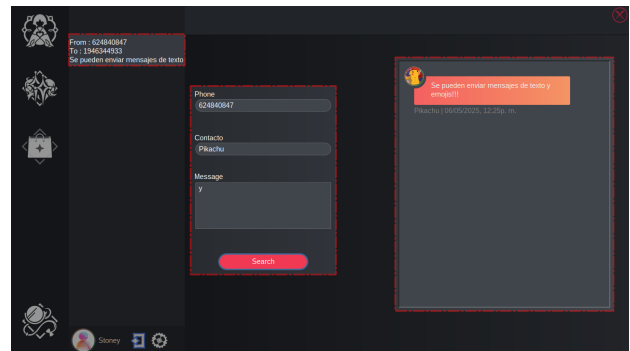 From : 624840847
To : 1946344933
Se pueden enviar mensajes de texto
Phone
624840847
Contacto
Pikachu
Message
y
Search
Se pueden enviar mensajes de texto y
emojis!!!
Pikachu | 06/05/2025, 12:25p. m.
Stoney